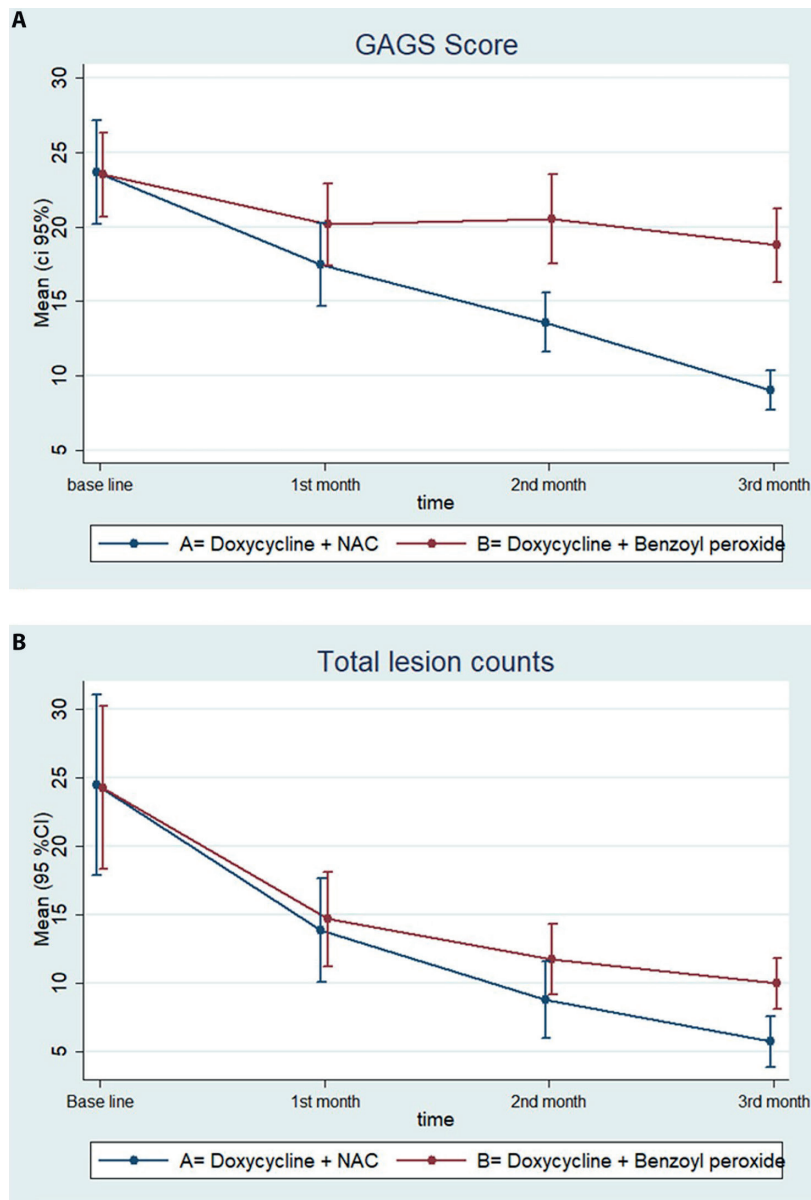 A
GAGS Score
Mean (ci 95%)
30
25
20
15
10
5
base line 1st month 2nd month 3rd month
time
A= Doxycycline + NAC B= Doxycycline + Benzoyl peroxide
B
Total lesion counts
Mean (95 %CI)
30
25
20
15
10
5
Base line 1st month 2nd month 3rd month
time
A= Doxycycline + NAC B= Doxycycline + Benzoyl peroxide